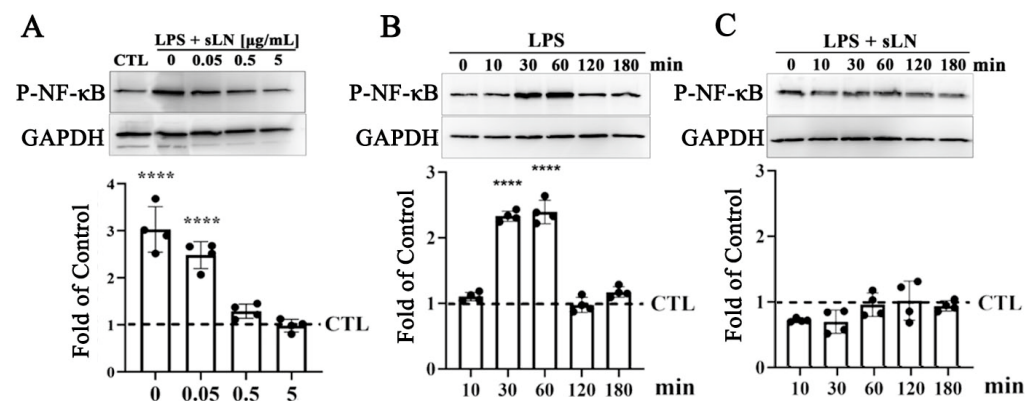 A
LPS + sLN [µg/mL]
CTL 0 0.05 0.5 5
P-NF-κB
GAPDH
Fold of Control
4
3
2
1
0
****
****
CTL
0 0.05 0.5 5
B
LPS
0 10 30 60 120 180 min
P-NF-κB
GAPDH
Fold of Control
3
2
1
0
****
****
CTL
10 30 60 120 180 min
C
LPS + sLN
0 10 30 60 120 180 min
P-NF-κB
GAPDH
Fold of Control
3
2
1
0
CTL
10 30 60 120 180 min